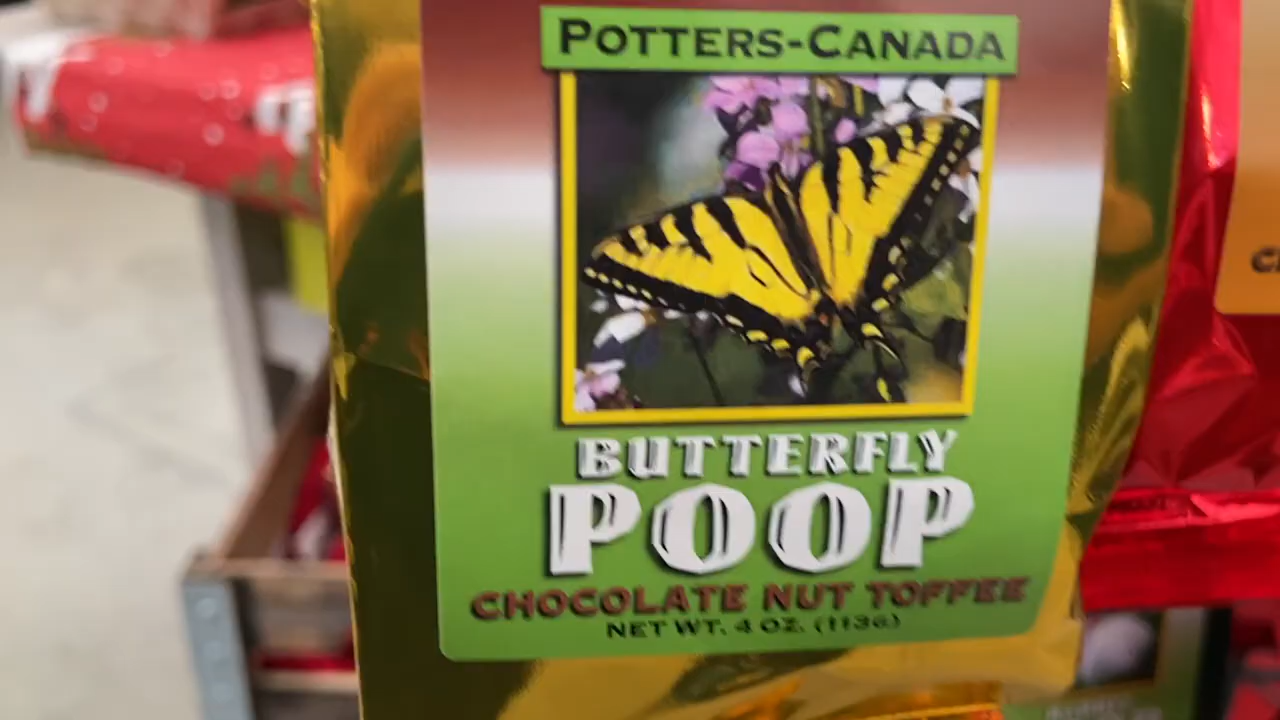 POTTERS-CANADA
BUTTERFLY
POOP
CHOCOLATE NUT TOFFEE
NET WT. 4 OZ. (113G)